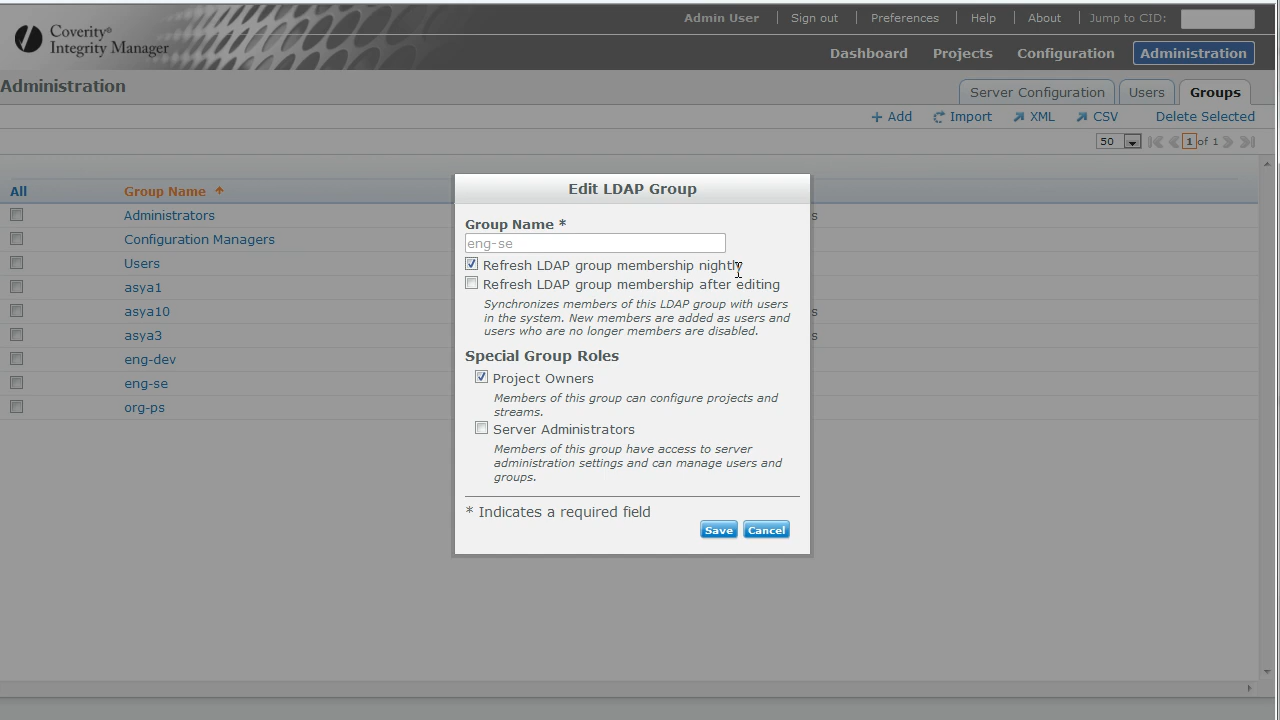 Admin User Sign out Preferences Help About Jump to CID:
Coverity®
Integrity Manager
Dashboard Projects Configuration Administration
Administration
Server Configuration Users Groups
Add Import XML CSV Delete Selected
50 1 of 1
All Group Name
Administrators s
Configuration Managers
Users
asya1
asya10 s
asya3 s
eng-dev
eng-se
org-ps
Edit LDAP Group
Group Name *
eng-se
Refresh LDAP group membership nightly
Refresh LDAP group membership after editing
Synchronizes members of this LDAP group with users
in the system. New members are added as users and
users who are no longer members are disabled.
Special Group Roles
Project Owners
Members of this group can configure projects and
streams.
Server Administrators
Members of this group have access to server
administration settings and can manage users and
groups.
* Indicates a required field
Save Cancel